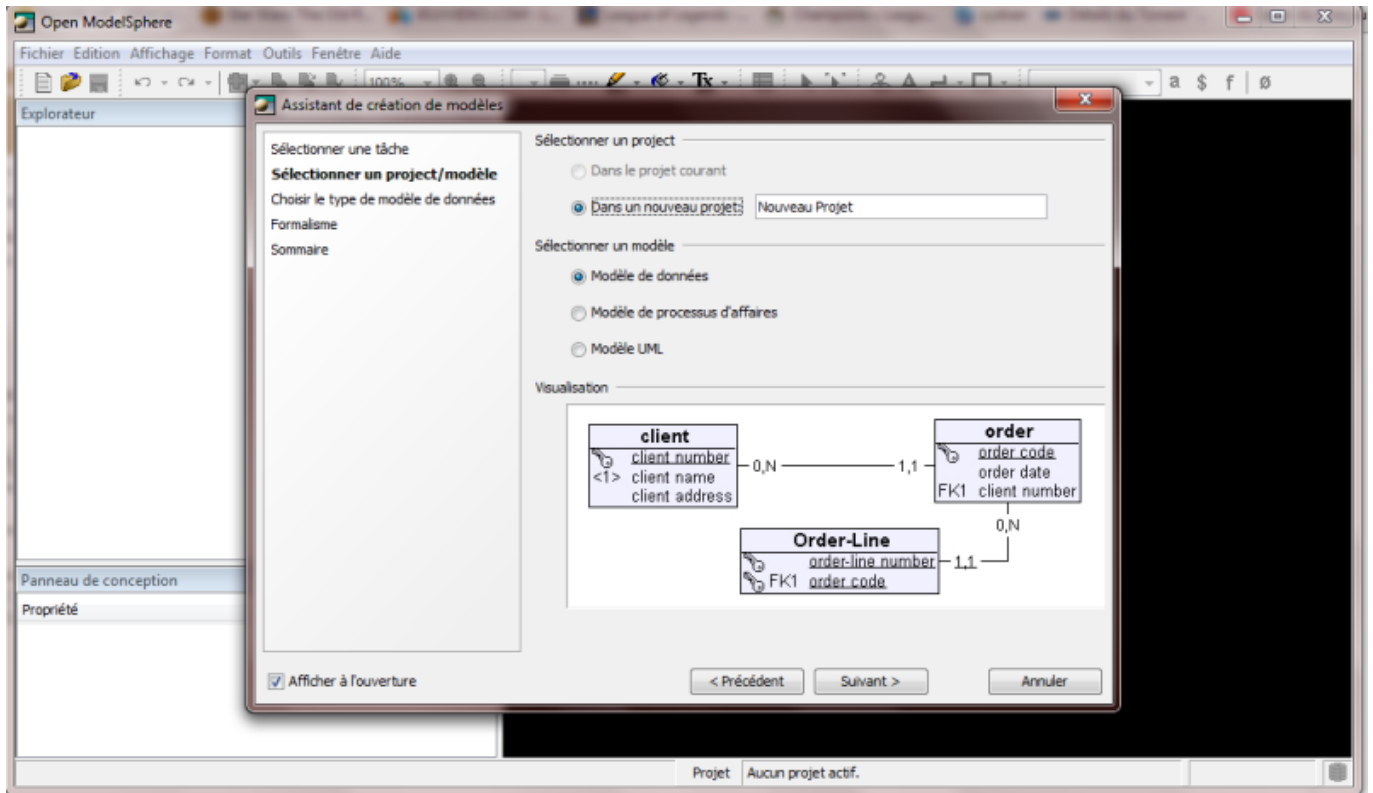 Open ModelSphere
Fichier Edition Affichage Format Outils Fenêtre Aide
100%
Tx
a $ f ø
Explorateur
Assistant de création de modèles
Sélectionner une tâche
Sélectionner un project/modèle
Choisir le type de modèle de données
Formalisme
Sommaire
Sélectionner un project
Dans le projet courant
Dans un nouveau projet: Nouveau Projet
Sélectionner un modèle
Modèle de données
Modèle de processus d'affaires
Modèle UML
Visualisation
client
client number
<1> client name
client address
0,N 1,1
order
order code
order date
FK1 client number
0,N
Order-Line
order-line number
FK1 order code
1,1
Panneau de conception
Propriété
Afficher à l'ouverture
< Précédent Suivant > Annuler
Projet Aucun projet actif.